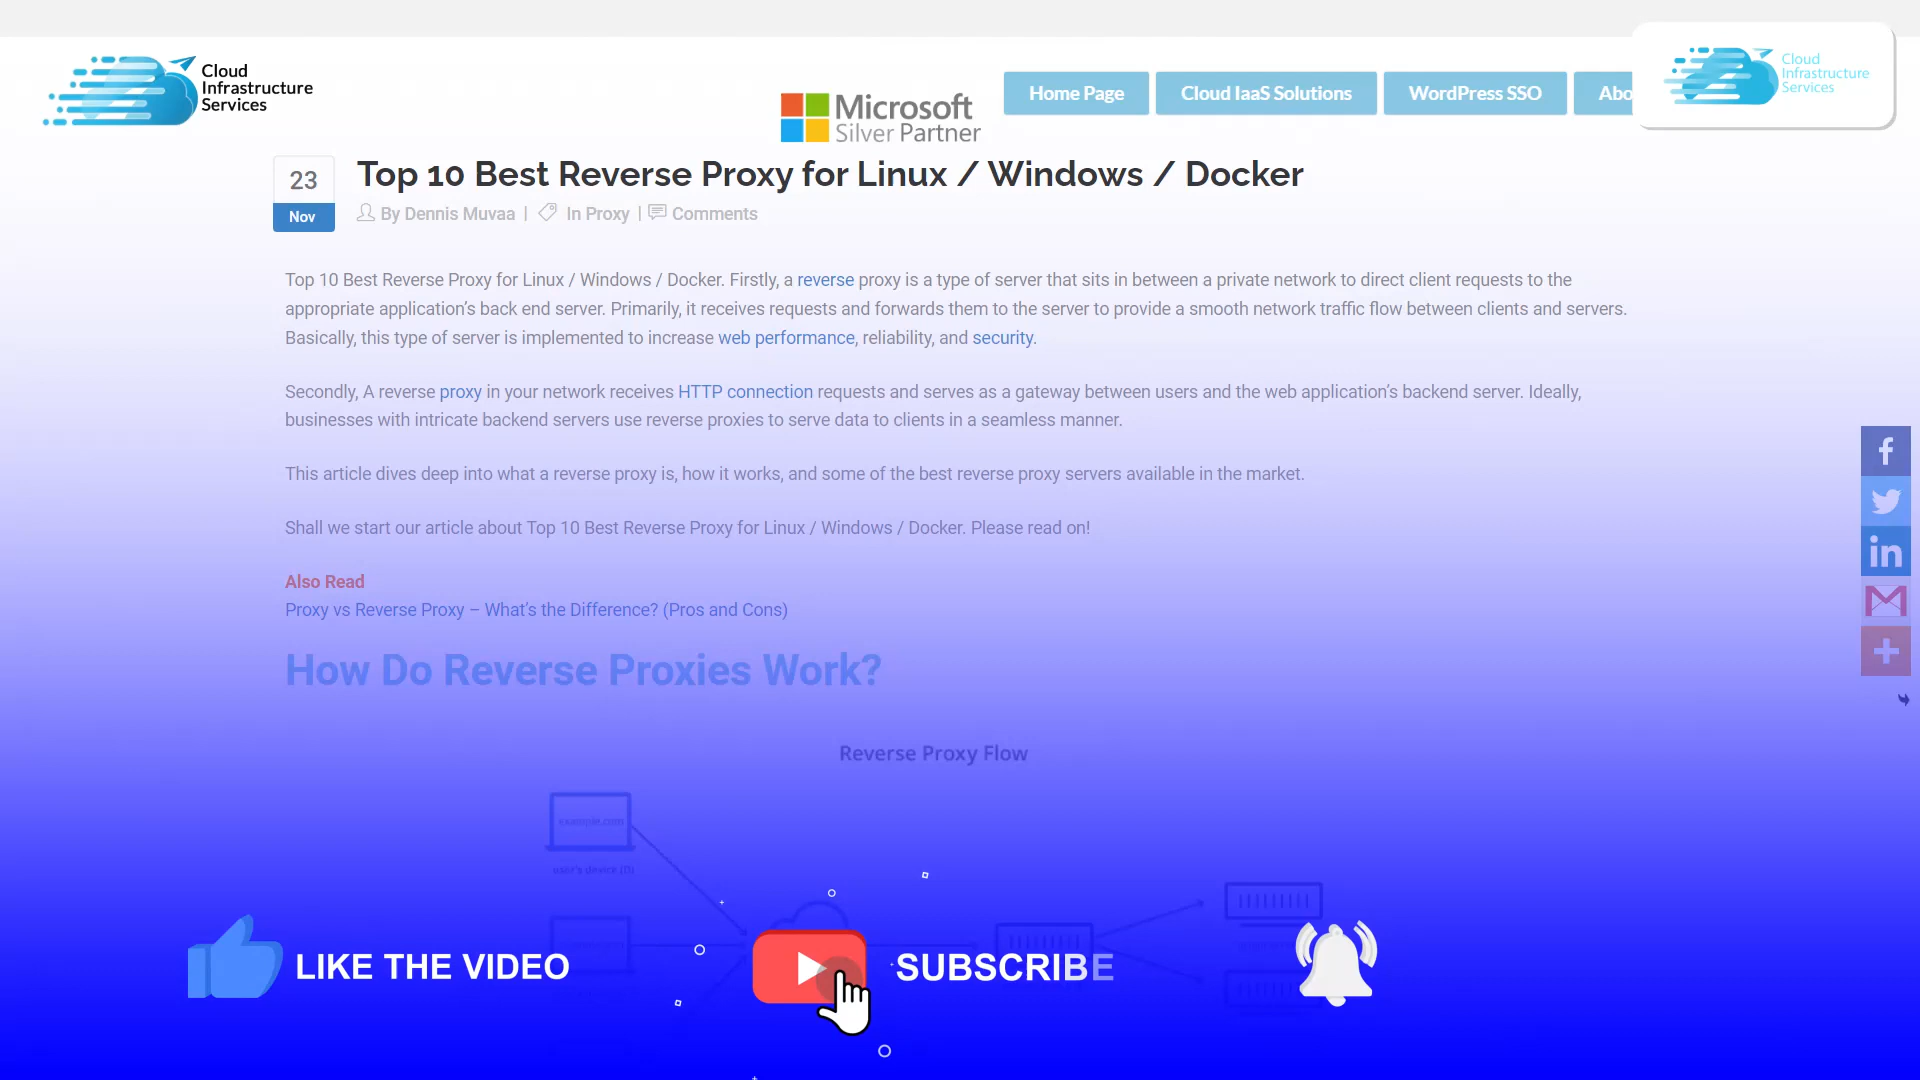 Cloud
Infrastructure
Services
Microsoft
Silver Partner
Home Page
Cloud IaaS Solutions
WordPress SSO
Abo
Cloud
Infrastructure
Services
23
Nov
Top 10 Best Reverse Proxy for Linux / Windows / Docker
By Dennis Muvaa | In Proxy | Comments
Top 10 Best Reverse Proxy for Linux / Windows / Docker. Firstly, a reverse proxy is a type of server that sits in between a private network to direct client requests to the
appropriate application’s back end server. Primarily, it receives requests and forwards them to the server to provide a smooth network traffic flow between clients and servers.
Basically, this type of server is implemented to increase web performance, reliability, and security.
Secondly, A reverse proxy in your network receives HTTP connection requests and serves as a gateway between users and the web application’s backend server. Ideally,
businesses with intricate backend servers use reverse proxies to serve data to clients in a seamless manner.
This article dives deep into what a reverse proxy is, how it works, and some of the best reverse proxy servers available in the market.
Shall we start our article about Top 10 Best Reverse Proxy for Linux / Windows / Docker. Please read on!
Also Read
Proxy vs Reverse Proxy – What’s the Difference? (Pros and Cons)
How Do Reverse Proxies Work?
Reverse Proxy Flow
example.com
user's device (D)
LIKE THE VIDEO
SUBSCRIBE